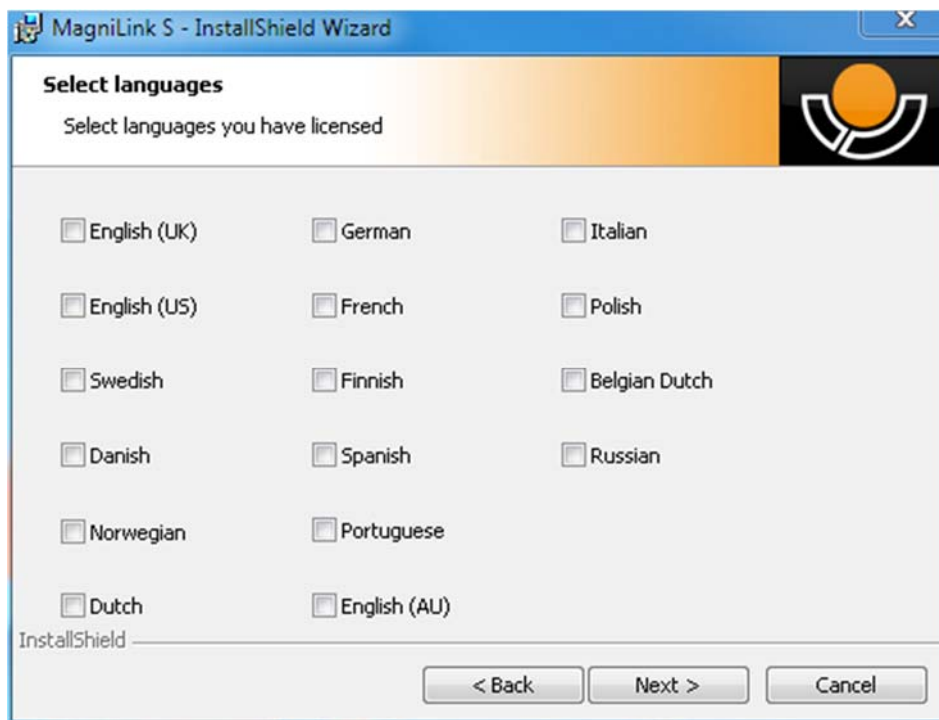 MagniLink S - InstallShield Wizard
Select languages
Select languages you have licensed
English (UK) German Italian
English (US) French Polish
Swedish Finnish Belgian Dutch
Danish Spanish Russian
Norwegian Portuguese
Dutch English (AU)
InstallShield
< Back Next > Cancel